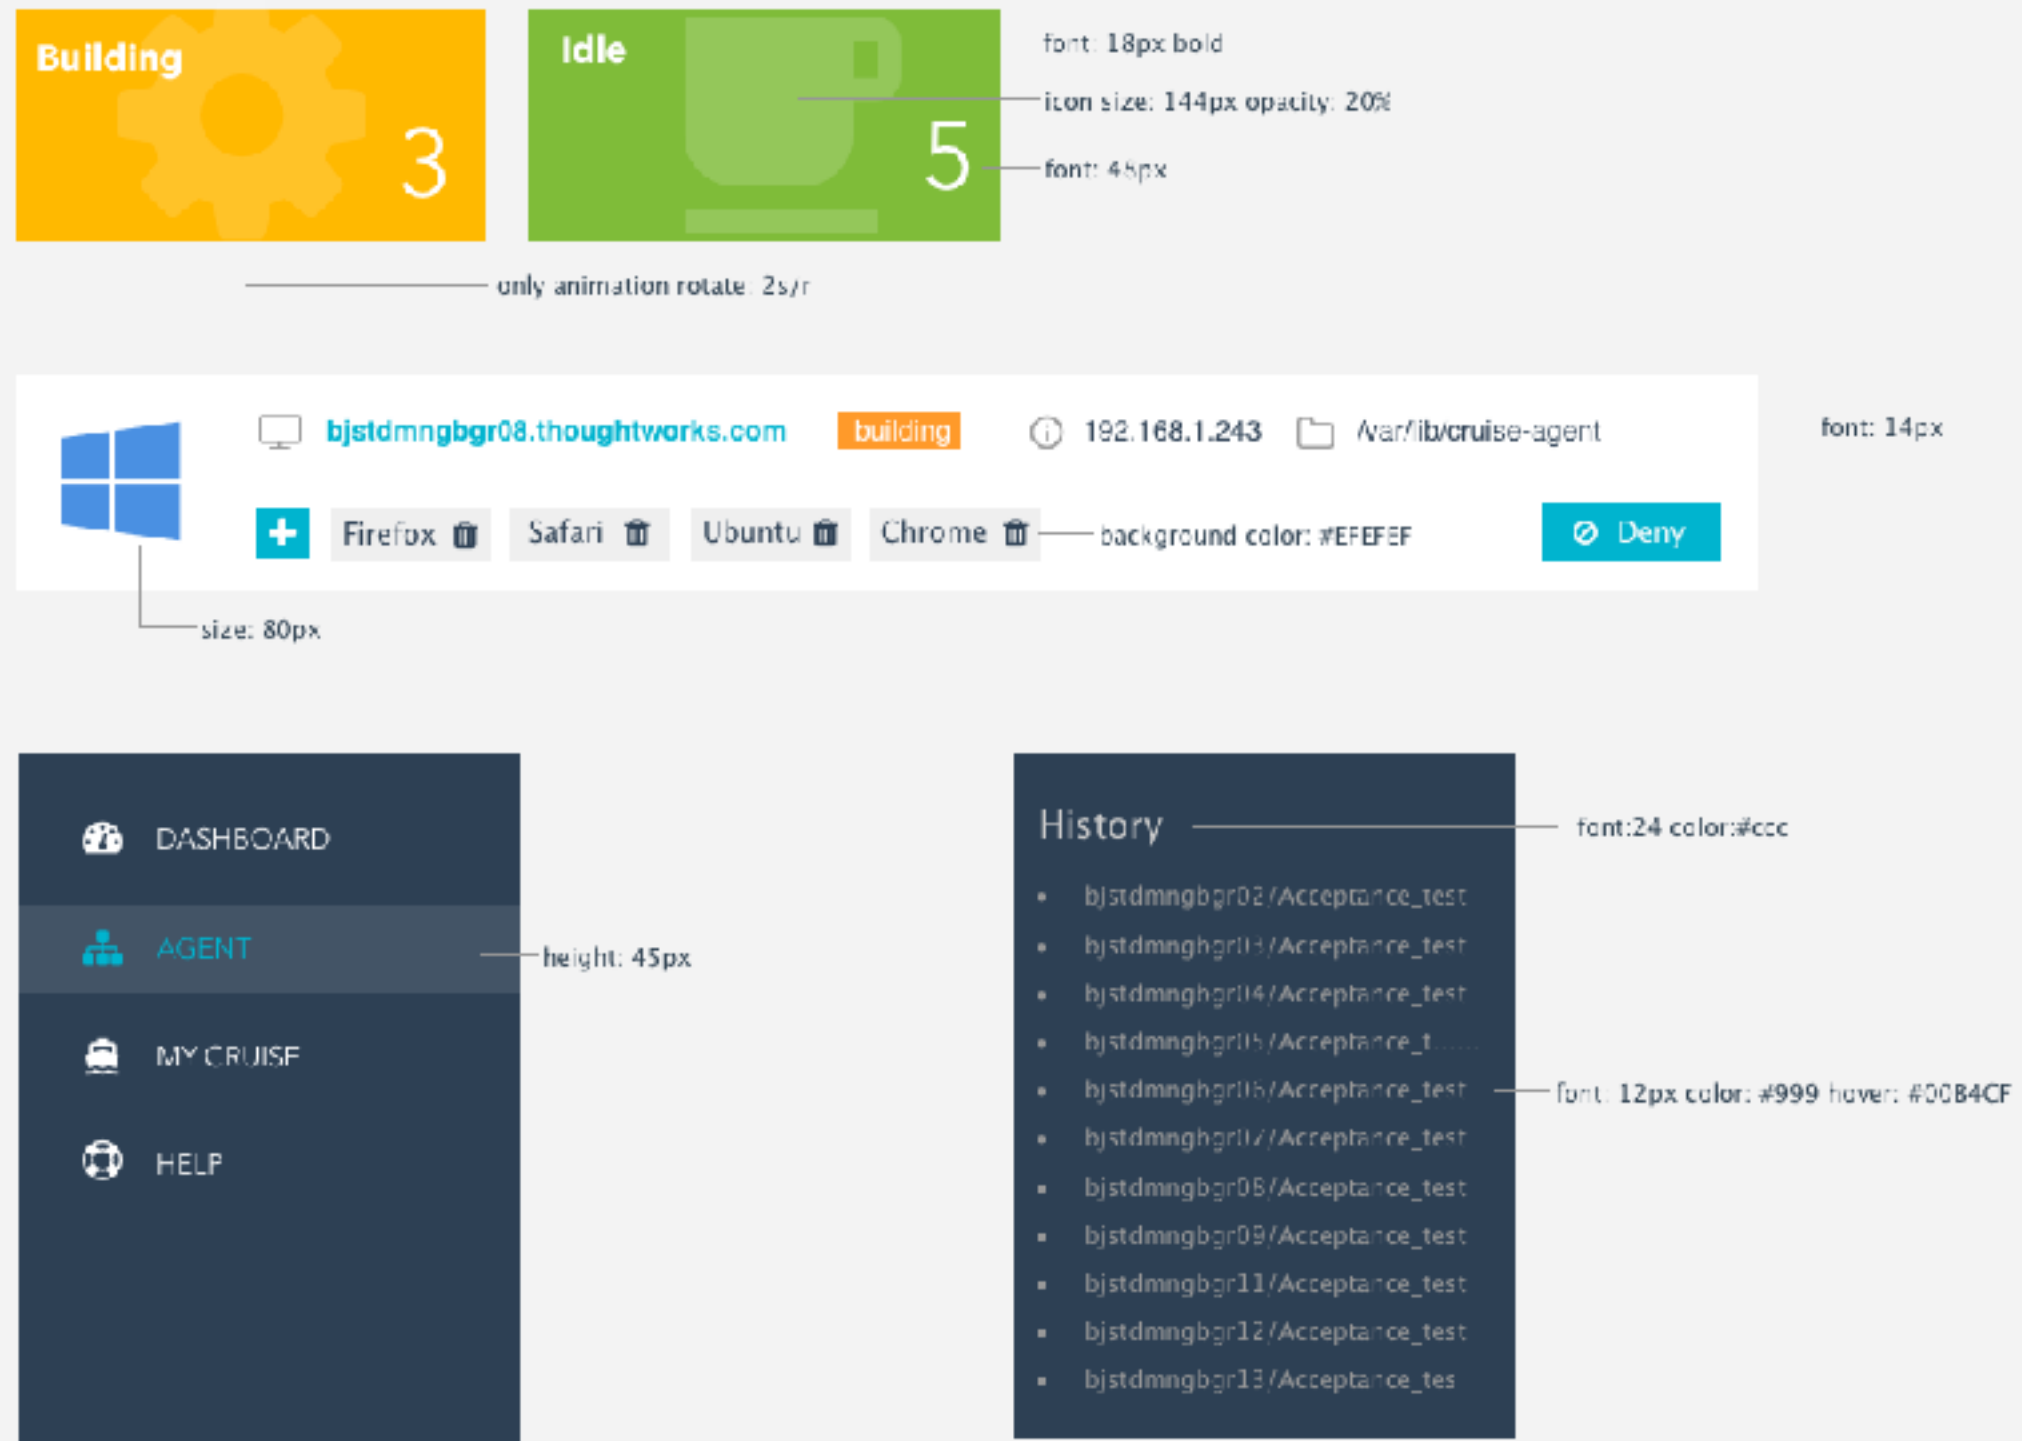 Building
3
Idle
5
font: 18px bold
icon size: 144px opacity: 20%
font: 45px
only animation rotate: 2s/r
bjstdmngbgr08.thoughtworks.com building 192.168.1.243 /var/lib/cruise-agent
font: 14px
Firefox Safari Ubuntu Chrome background color: #EFEFEF Deny
size: 80px
DASHBOARD
AGENT
height: 45px
MY CRUISE
HELP
History
font:24 color:#ccc
bjstdmngbgr02/Acceptance_test
bjstdmngbgr03/Acceptance_test
bjstdmngbgr04/Acceptance_test
bjstdmngbgr05/Acceptance_t......
bjstdmngbgr06/Acceptance_test
font: 12px color: #999 hover: #00B4CF
bjstdmngbgr07/Acceptance_test
bjstdmngbgr08/Acceptance_test
bjstdmngbgr09/Acceptance_test
bjstdmngbgr11/Acceptance_test
bjstdmngbgr12/Acceptance_test
bjstdmngbgr13/Acceptance_tes